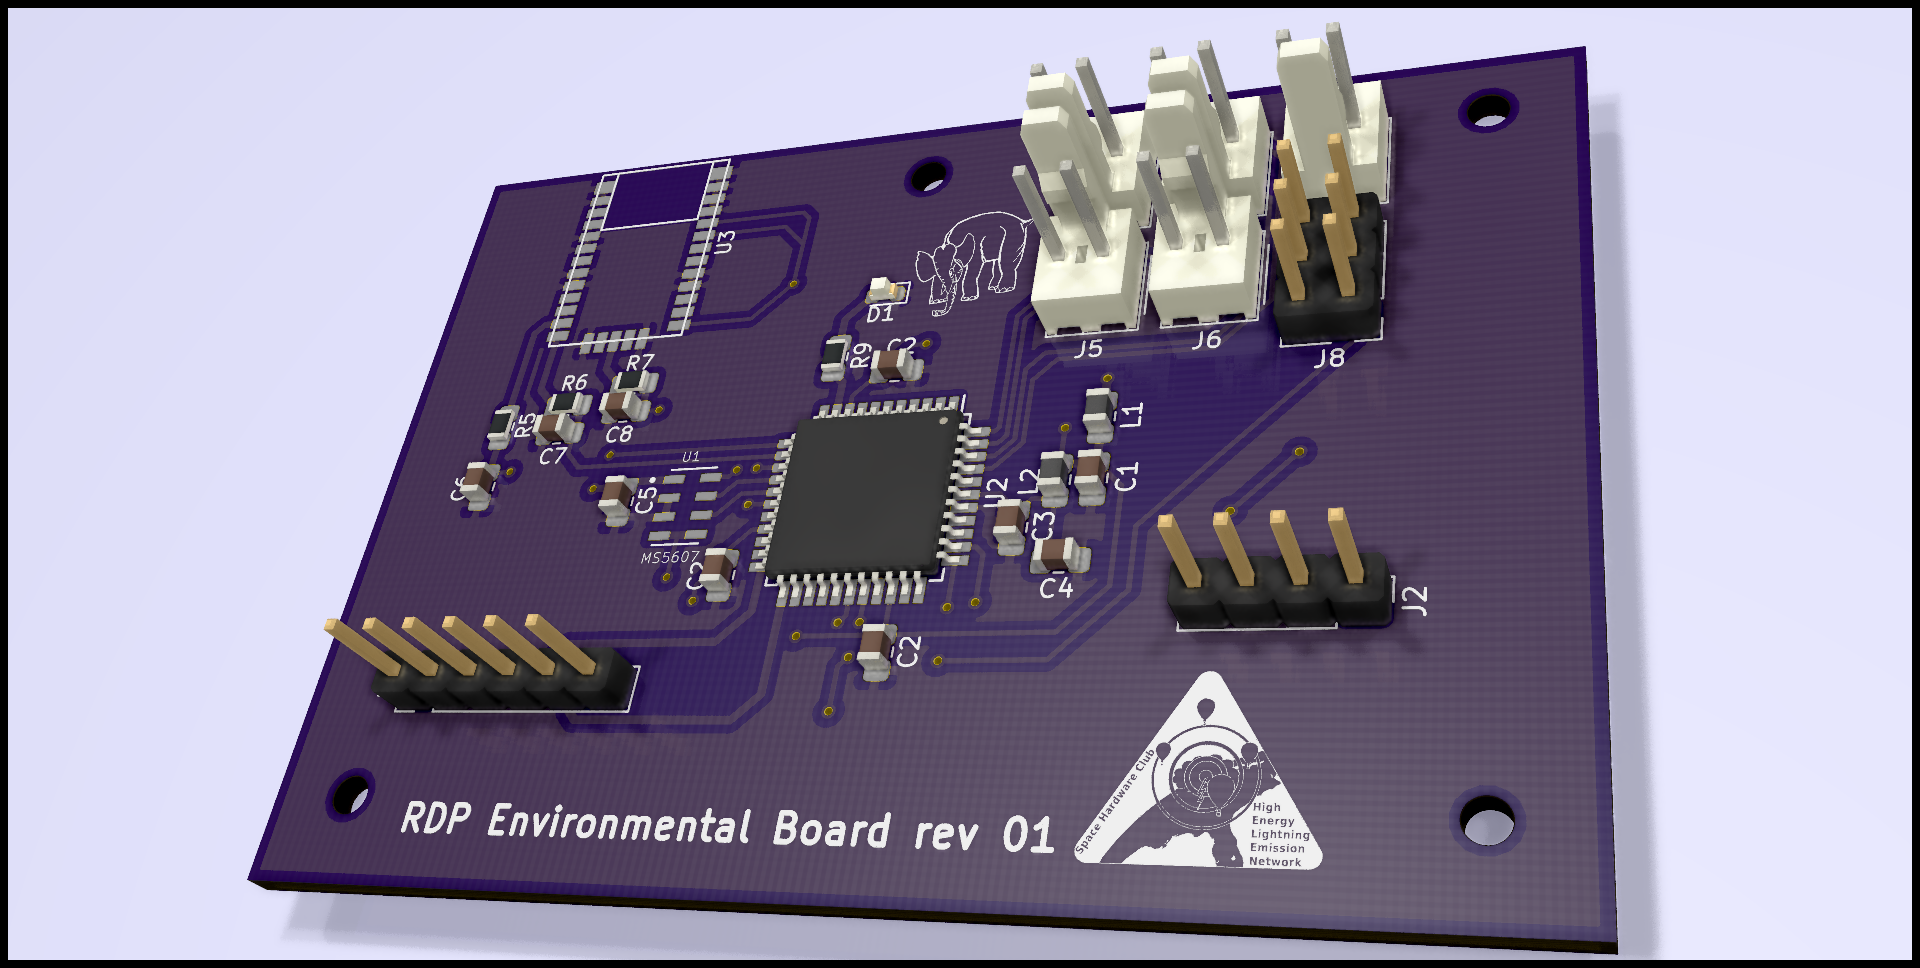 U3
D1
J5
J6
J8
R7
R6
R9
C2
R5
C8
C7
L1
U1
C6
C5
U2
L2
C1
C3
MS5607
C4
J2
C2
Space Hardware Club
High
Energy
Lightning
Emission
Network
RDP Environmental Board rev 01